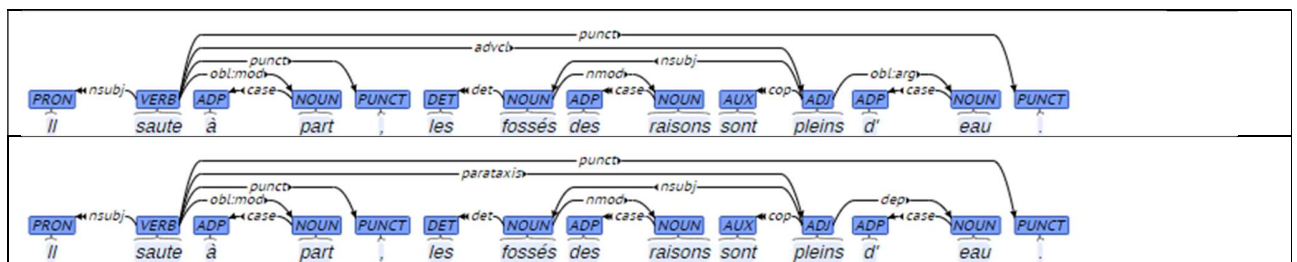 punct
advcl
punct nsubj
obl:mod nmod obl:arg
nsubj case det case cop case
PRON VERB ADP NOUN PUNCT DET NOUN ADP NOUN AUX ADJ ADP NOUN PUNCT
Il saute à part , les fossés des raisons sont pleins d' eau .
punct
parataxis
punct nsubj
obl:mod nmod dep
nsubj case det case cop case
PRON VERB ADP NOUN PUNCT DET NOUN ADP NOUN AUX ADJ ADP NOUN PUNCT
Il saute à part , les fossés des raisons sont pleins d' eau .